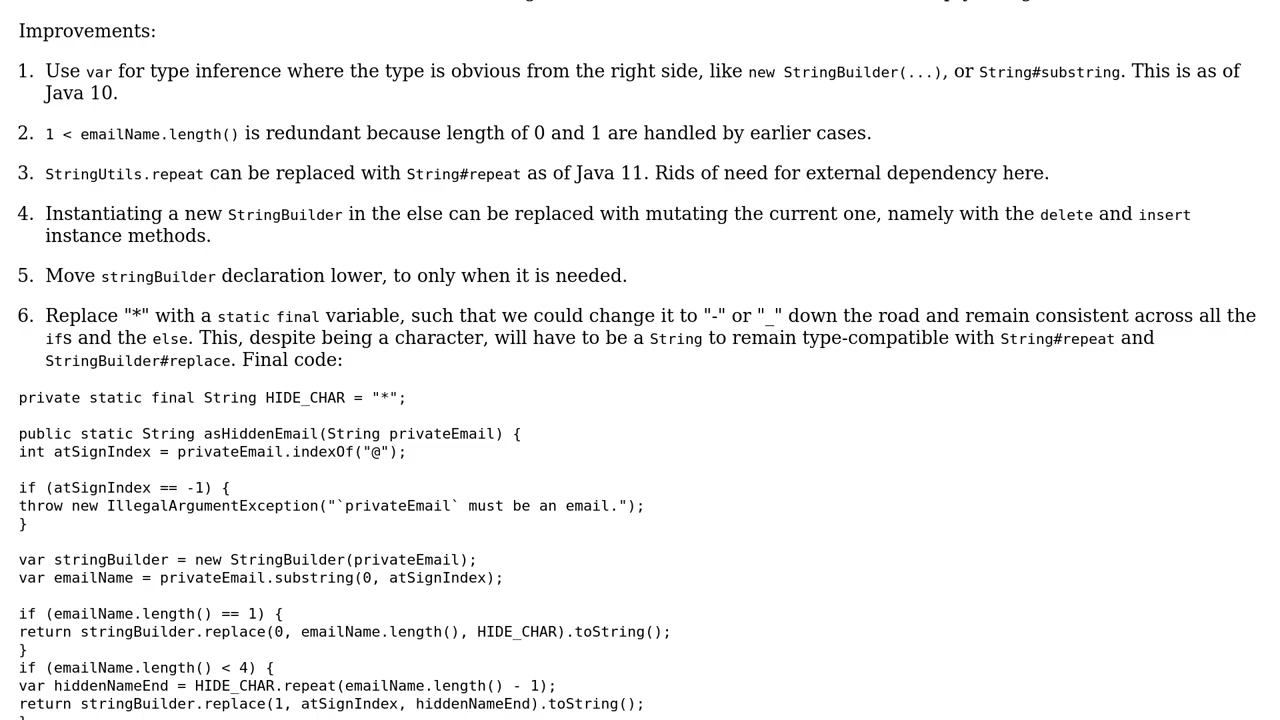 Improvements:
1. Use var for type inference where the type is obvious from the right side, like new StringBuilder(...), or String#substring. This is as of
Java 10.
2. 1 < emailName.length() is redundant because length of 0 and 1 are handled by earlier cases.
3. StringUtils.repeat can be replaced with String#repeat as of Java 11. Rids of need for external dependency here.
4. Instantiating a new StringBuilder in the else can be replaced with mutating the current one, namely with the delete and insert
instance methods.
5. Move stringBuilder declaration lower, to only when it is needed.
6. Replace "*" with a static final variable, such that we could change it to "-" or "_" down the road and remain consistent across all the
ifs and the else. This, despite being a character, will have to be a String to remain type-compatible with String#repeat and
StringBuilder#replace. Final code:
private static final String HIDE_CHAR = "*";
public static String asHiddenEmail(String privateEmail) {
int atSignIndex = privateEmail.indexOf("@");
if (atSignIndex == -1) {
throw new IllegalArgumentException("`privateEmail` must be an email.");
}
var stringBuilder = new StringBuilder(privateEmail);
var emailName = privateEmail.substring(0, atSignIndex);
if (emailName.length() == 1) {
return stringBuilder.replace(0, emailName.length(), HIDE_CHAR).toString();
}
if (emailName.length() < 4) {
var hiddenNameEnd = HIDE_CHAR.repeat(emailName.length() - 1);
return stringBuilder.replace(1, atSignIndex, hiddenNameEnd).toString();
}